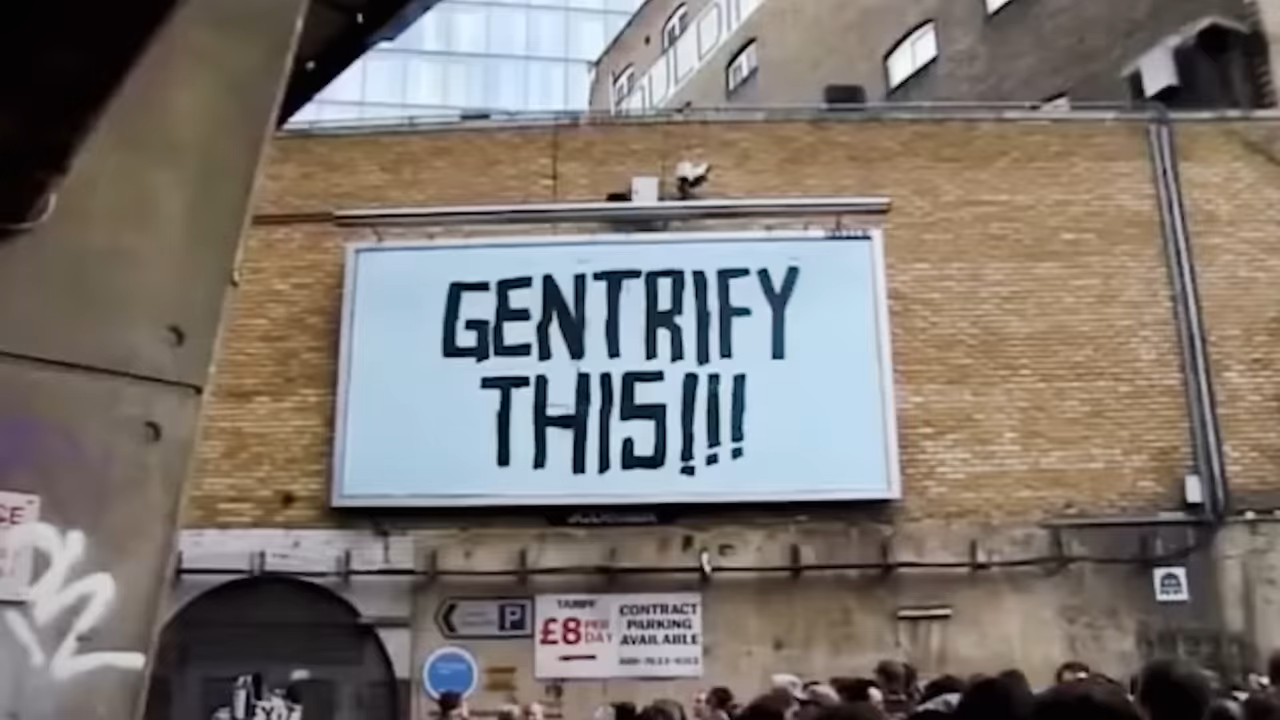 GENTRIFY
THIS!!!
P
TARIFF
£8 PER DAY
CONTRACT
PARKING
AVAILABLE